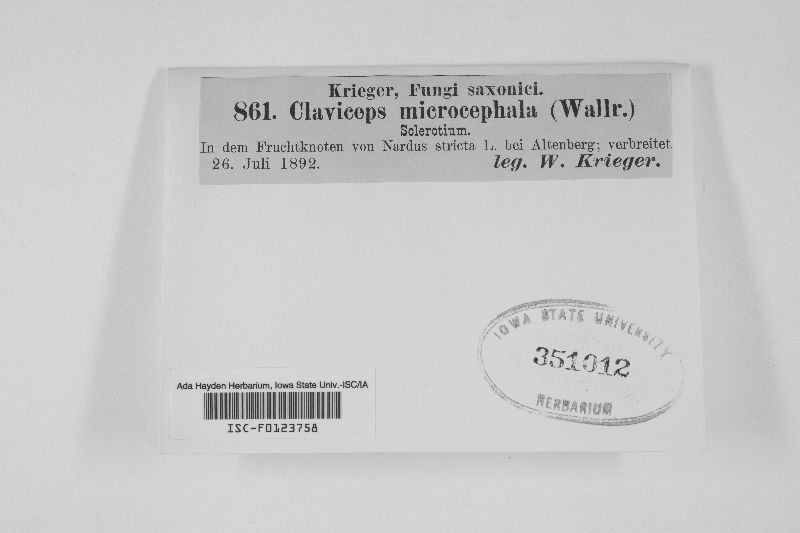 Krieger, Fungi saxonici.
861. Claviceps microcephala (Wallr.)
Sclerotium.
In dem Fruchtknoten von Nardus stricta L. bei Altenberg; verbreitet.
26. Juli 1892.
leg. W. Krieger.
IOWA STATE UNIVERSITY
351012
HERBARIUM
Ada Hayden Herbarium, Iowa State Univ.-ISC/IA
ISC-F0123758